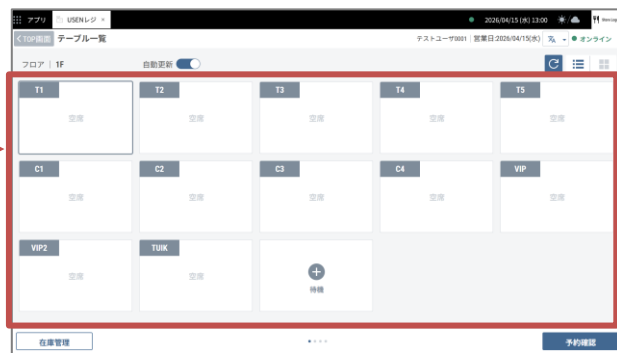 アプリ USENレジ × 2026/04/15 (水) 13:00
<TOP画面 テーブル一覧 テストユーザ0001 営業日:2026/04/15(水) オンライン
フロア | 1F 自動更新
T1 T2 T3 T4 T5
空席 空席 空席 空席 空席
C1 C2 C3 C4 VIP
空席 空席 空席 空席 空席
VIP2 TUIK
空席 空席 待機
在庫管理 予約確認